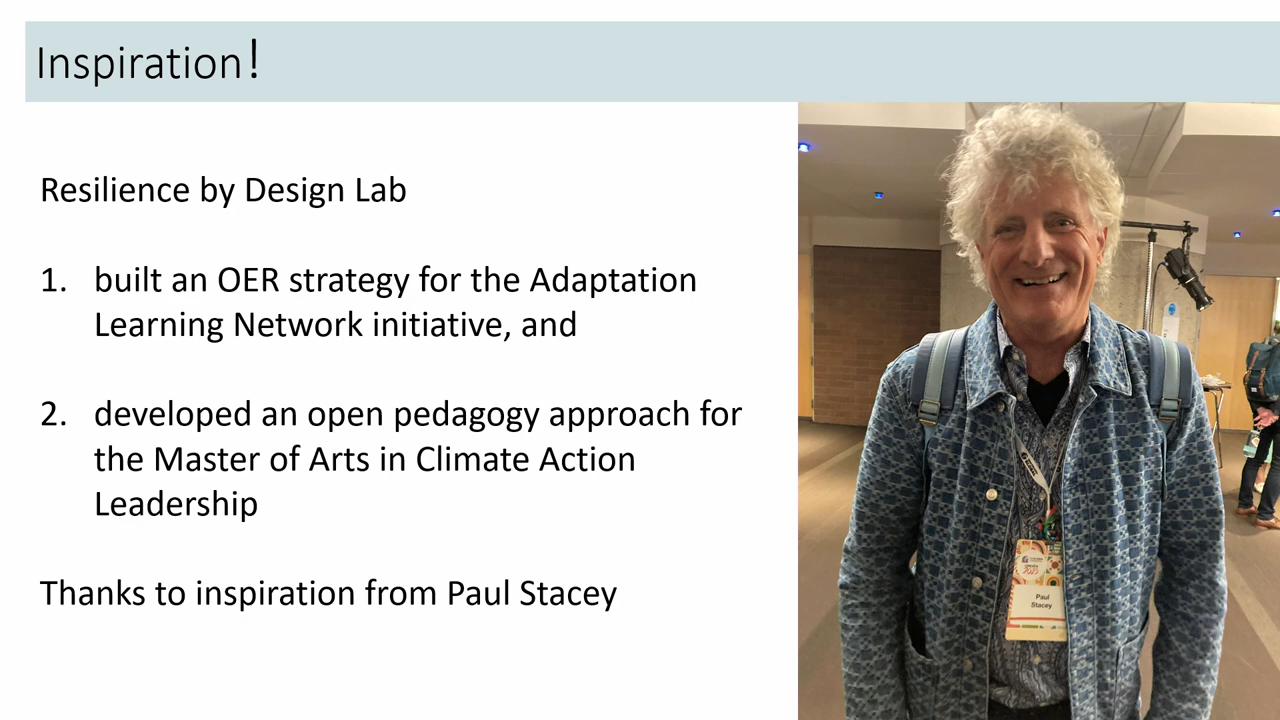 Inspiration!
Resilience by Design Lab
1. built an OER strategy for the Adaptation
Learning Network initiative, and
2. developed an open pedagogy approach for
the Master of Arts in Climate Action
Leadership
Thanks to inspiration from Paul Stacey
Paul
Stacey